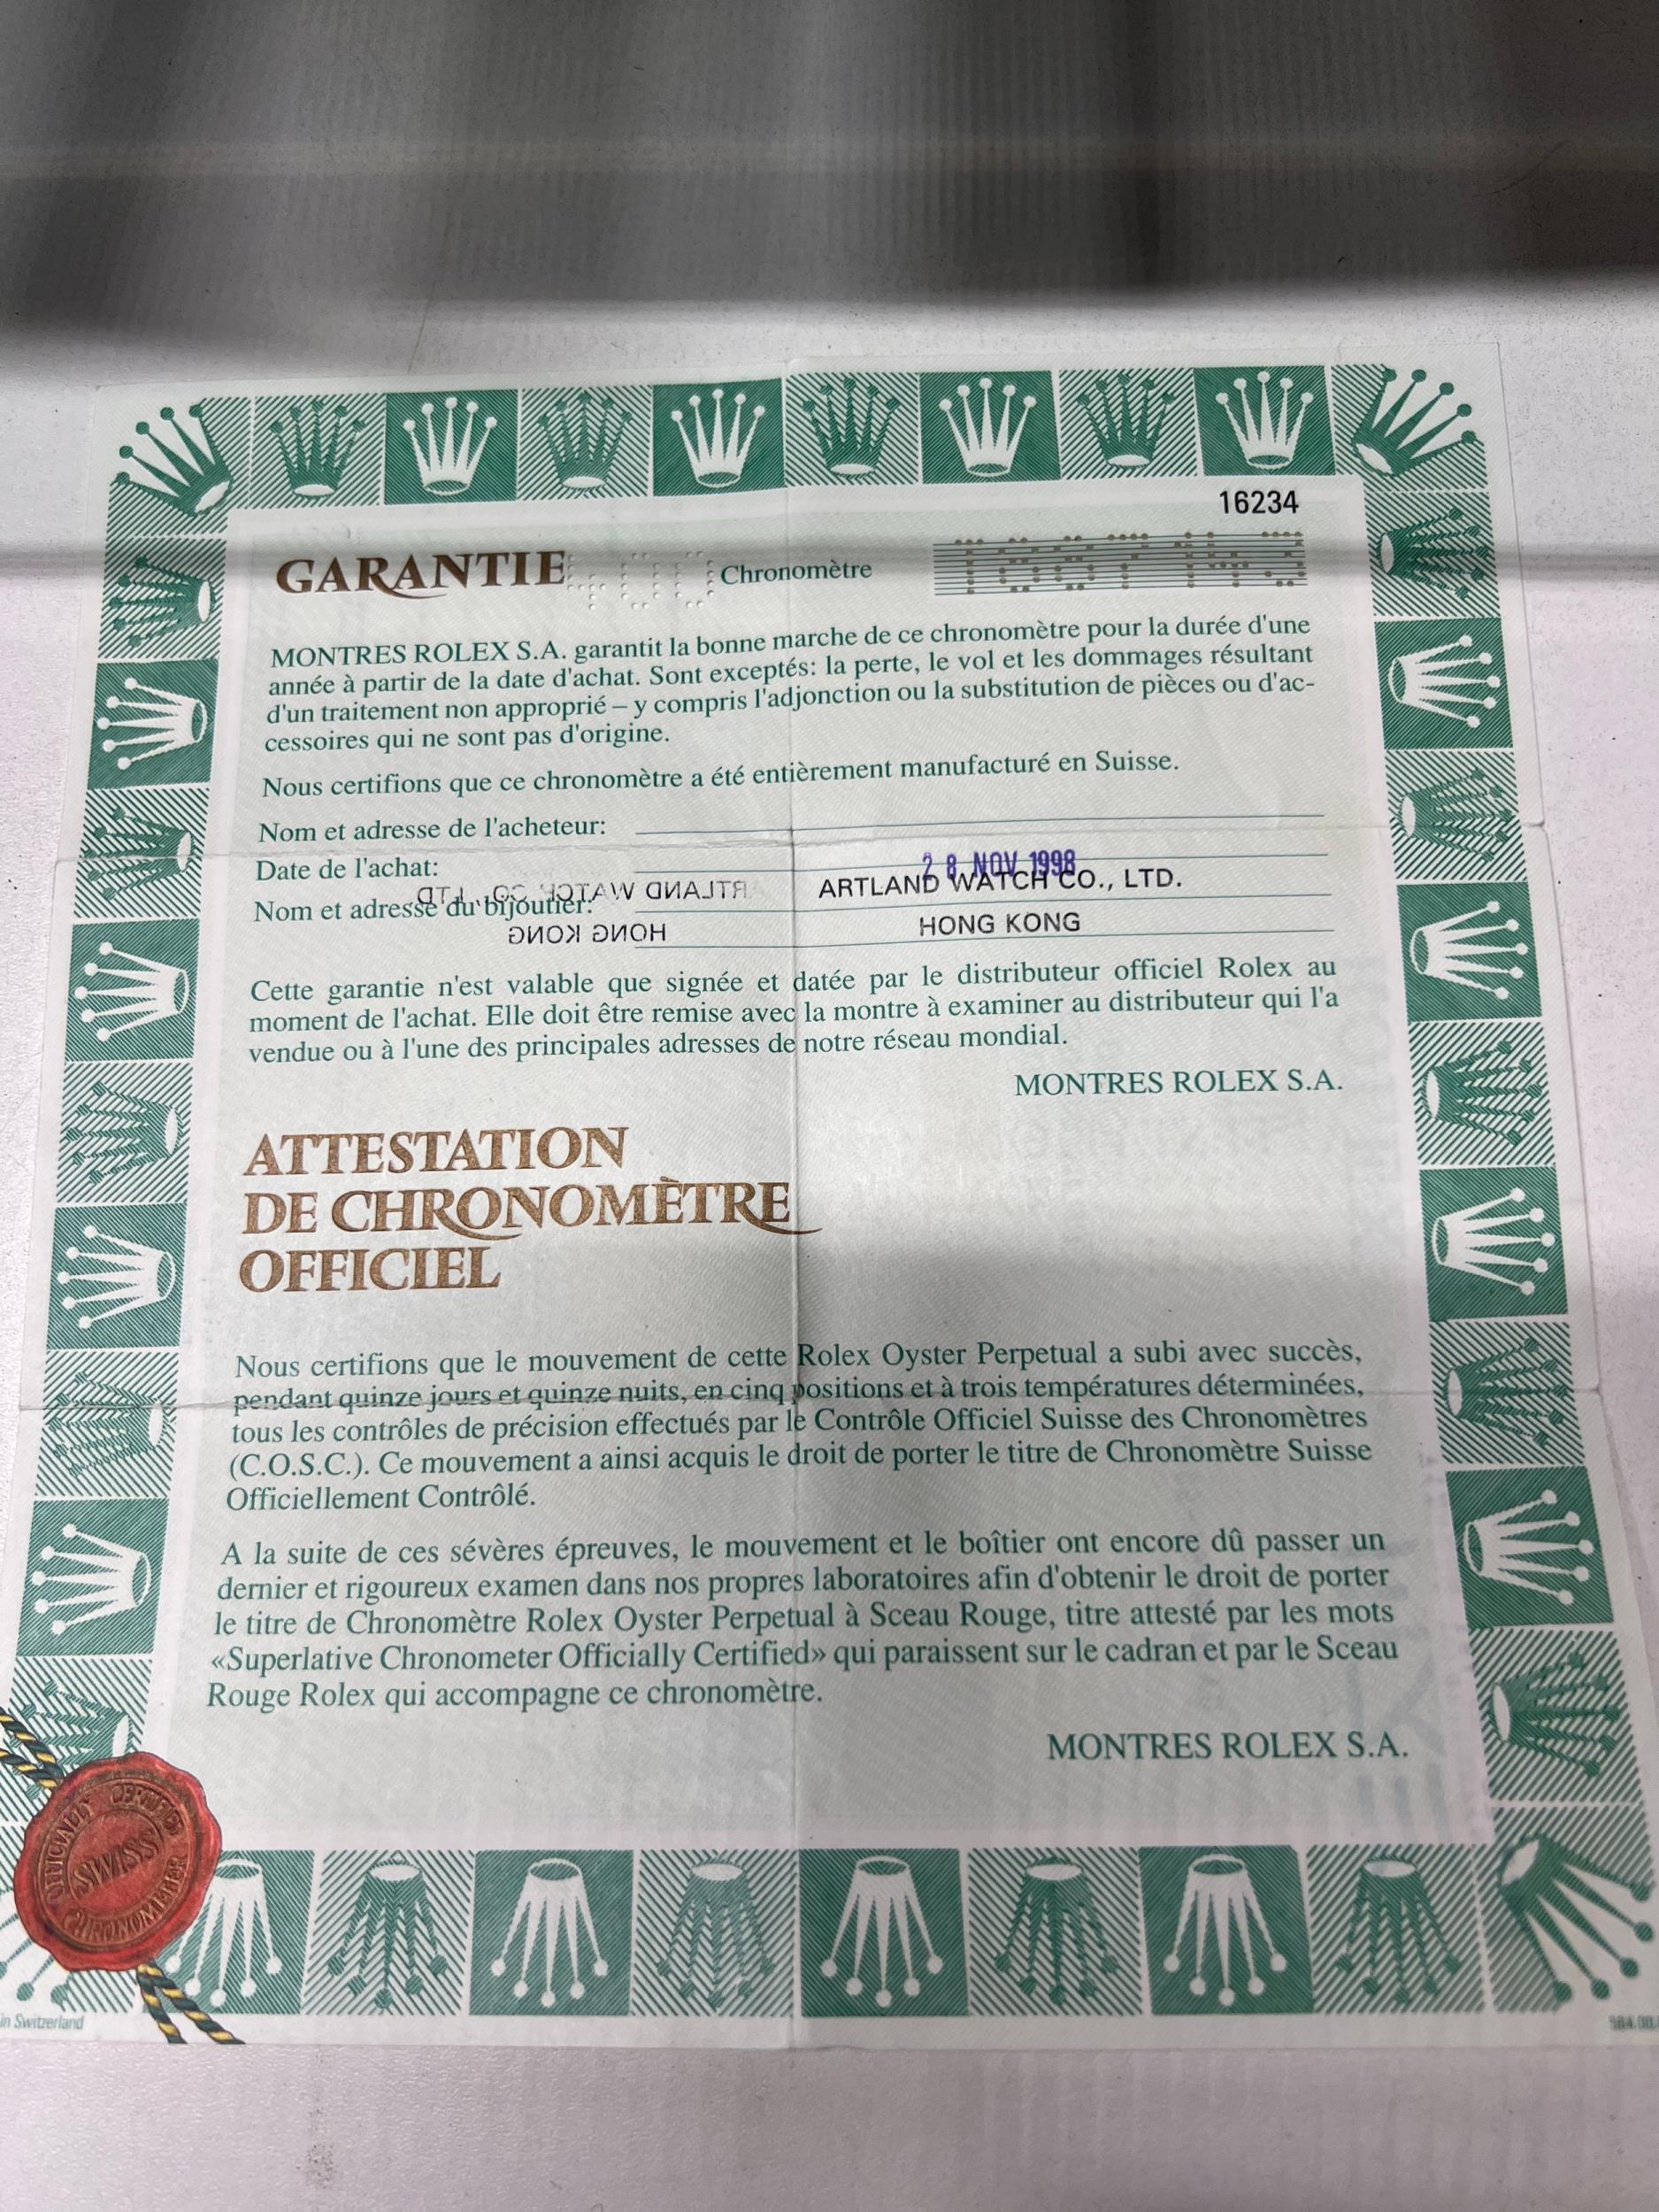 16234
GARANTIE 400 Chronomètre
MONTRES ROLEX S.A. garantit la bonne marche de ce chronomètre pour la durée d'une
année à partir de la date d'achat. Sont exceptés: la perte, le vol et les dommages résultant
d'un traitement non approprié – y compris l'adjonction ou la substitution de pièces ou d'ac-
cessoires qui ne sont pas d'origine.
Nous certifions que ce chronomètre a été entièrement manufacturé en Suisse.
Nom et adresse de l'acheteur:
Date de l'achat: 28 NOV 1998
Nom et adresse du bijoutier: ARTLAND WATCH CO., LTD.
HONG KONG
ARTLAND WATCH CO., LTD.
HONG KONG
Cette garantie n'est valable que signée et datée par le distributeur officiel Rolex au
moment de l'achat. Elle doit être remise avec la montre à examiner au distributeur qui l'a
vendue ou à l'une des principales adresses de notre réseau mondial.
MONTRES ROLEX S.A.
ATTESTATION
DE CHRONOMÈTRE
OFFICIEL
Nous certifions que le mouvement de cette Rolex Oyster Perpetual a subi avec succès,
pendant quinze jours et quinze nuits, en cinq positions et à trois températures déterminées,
tous les contrôles de précision effectués par le Contrôle Officiel Suisse des Chronomètres
(C.O.S.C.). Ce mouvement a ainsi acquis le droit de porter le titre de Chronomètre Suisse
Officiellement Contrôlé.
A la suite de ces sévères épreuves, le mouvement et le boîtier ont encore dû passer un
dernier et rigoureux examen dans nos propres laboratoires afin d'obtenir le droit de porter
le titre de Chronomètre Rolex Oyster Perpetual à Sceau Rouge, titre attesté par les mots
«Superlative Chronometer Officially Certified» qui paraissent sur le cadran et par le Sceau
Rouge Rolex qui accompagne ce chronomètre.
MONTRES ROLEX S.A.
OFFICIALLY CERTIFIED
SWISS
CHRONOMETER
in Switzerland